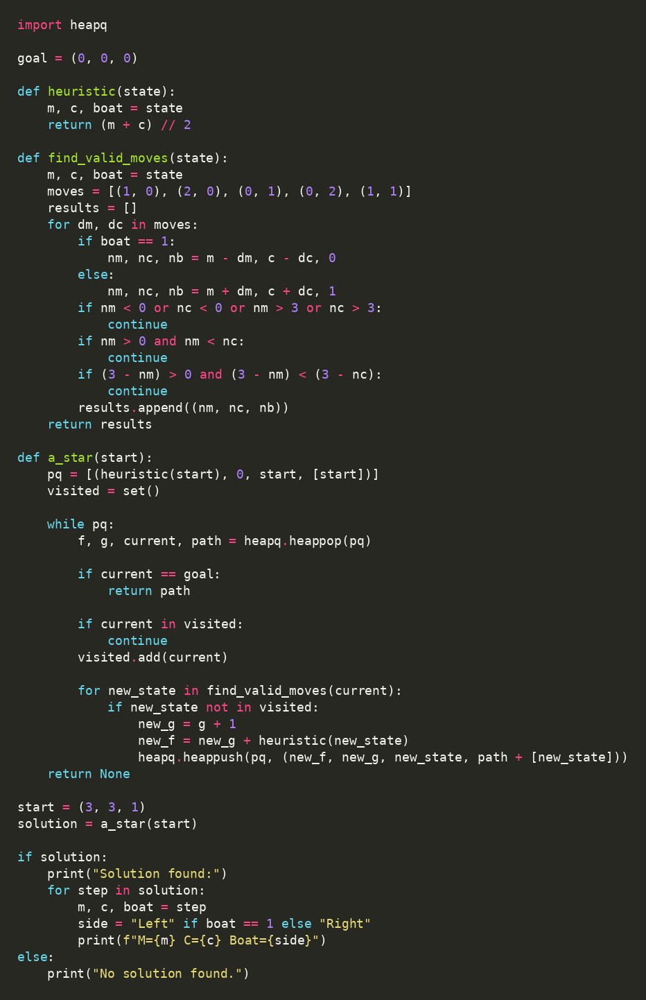 import heapq

goal = (0, 0, 0)

def heuristic(state):
    m, c, boat = state
    return (m + c) // 2

def find_valid_moves(state):
    m, c, boat = state
    moves = [(1, 0), (2, 0), (0, 1), (0, 2), (1, 1)]
    results = []
    for dm, dc in moves:
        if boat == 1:
            nm, nc, nb = m - dm, c - dc, 0
        else:
            nm, nc, nb = m + dm, c + dc, 1
        if nm < 0 or nc < 0 or nm > 3 or nc > 3:
            continue
        if nm > 0 and nm < nc:
            continue
        if (3 - nm) > 0 and (3 - nm) < (3 - nc):
            continue
        results.append((nm, nc, nb))
    return results

def a_star(start):
    pq = [(heuristic(start), 0, start, [start])]
    visited = set()

    while pq:
        f, g, current, path = heapq.heappop(pq)

        if current == goal:
            return path

        if current in visited:
            continue
        visited.add(current)

        for new_state in find_valid_moves(current):
            if new_state not in visited:
                new_g = g + 1
                new_f = new_g + heuristic(new_state)
                heapq.heappush(pq, (new_f, new_g, new_state, path + [new_state]))
    return None

start = (3, 3, 1)
solution = a_star(start)

if solution:
    print("Solution found:")
    for step in solution:
        m, c, boat = step
        side = "Left" if boat == 1 else "Right"
        print(f"M={m} C={c} Boat={side}")
else:
    print("No solution found.")